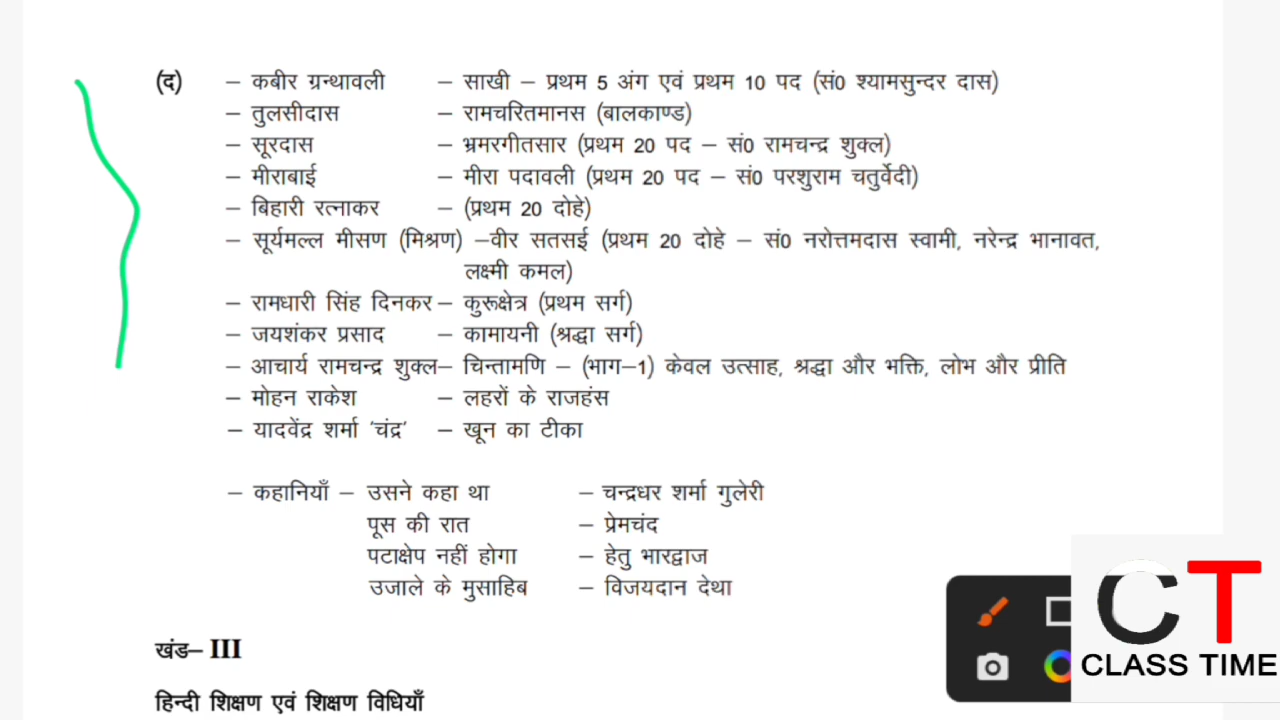 (द) – कबीर ग्रन्थावली – साखी – प्रथम 5 अंग एवं प्रथम 10 पद (सं0 श्यामसुन्दर दास)
– तुलसीदास – रामचरितमानस (बालकाण्ड)
– सूरदास – भ्रमरगीतसार (प्रथम 20 पद – सं0 रामचन्द्र शुक्ल)
– मीराबाई – मीरा पदावली (प्रथम 20 पद – सं0 परशुराम चतुर्वेदी)
– बिहारी रत्नाकर – (प्रथम 20 दोहे)
– सूर्यमल्ल मीसण (मिश्रण) –वीर सतसई (प्रथम 20 दोहे – सं0 नरोत्तमदास स्वामी, नरेन्द्र भानावत,
लक्ष्मी कमल)
– रामधारी सिंह दिनकर – कुरूक्षेत्र (प्रथम सर्ग)
– जयशंकर प्रसाद – कामायनी (श्रद्धा सर्ग)
– आचार्य रामचन्द्र शुक्ल– चिन्तामणि – (भाग–1) केवल उत्साह, श्रद्धा और भक्ति, लोभ और प्रीति
– मोहन राकेश – लहरों के राजहंस
– यादवेंद्र शर्मा ‘चंद्र’ – खून का टीका
– कहानियाँ – उसने कहा था – चन्द्रधर शर्मा गुलेरी
पूस की रात – प्रेमचंद
पटाक्षेप नहीं होगा – हेतु भारद्वाज
उजाले के मुसाहिब – विजयदान देथा
खंड– III
हिन्दी शिक्षण एवं शिक्षण विधियाँ
CT
CLASS TIME